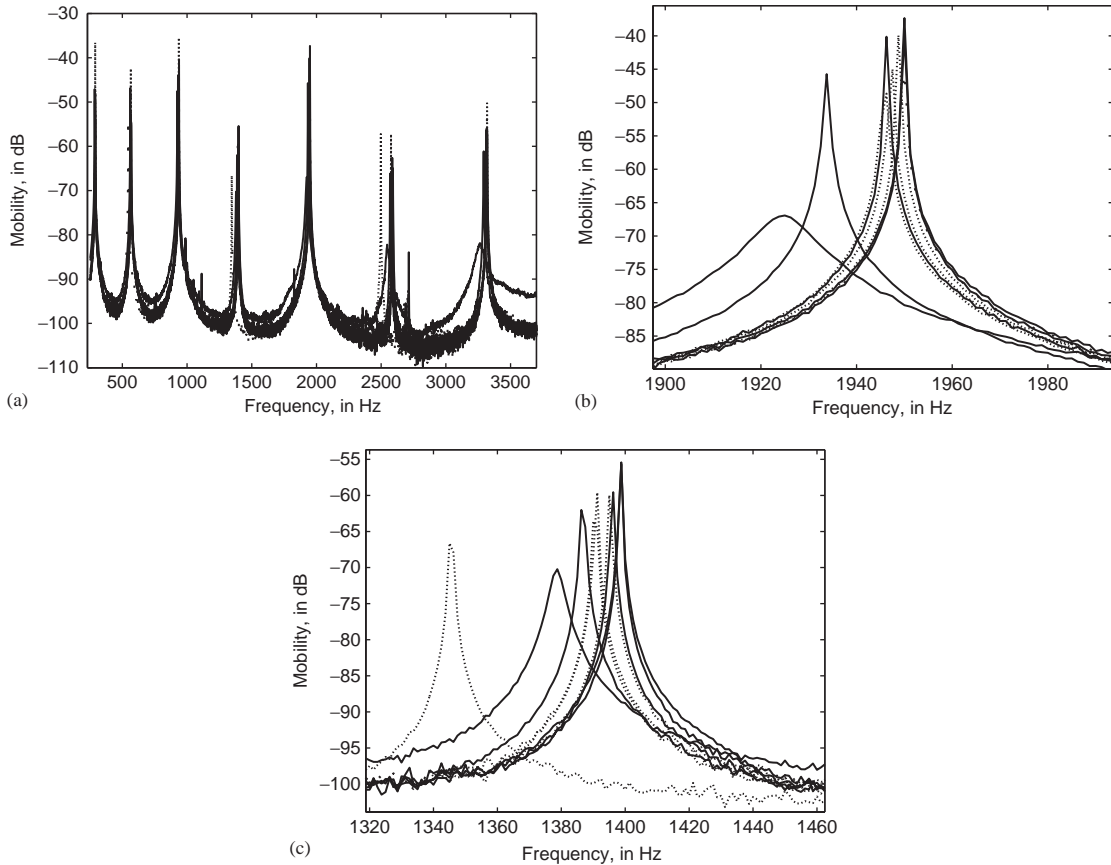 −30
−40
−50
−60
−70
−80
−90
−100
−110
Mobility, in dB
500 1000 1500 2000 2500 3000 3500
Frequency, in Hz
(a)
−40
−45
−50
−55
−60
−65
−70
−75
−80
−85
Mobility, in dB
1900 1920 1940 1960 1980
Frequency, in Hz
(b)
−55
−60
−65
−70
−75
−80
−85
−90
−95
−100
Mobility, in dB
1320 1340 1360 1380 1400 1420 1440 1460
Frequency, in Hz
(c)